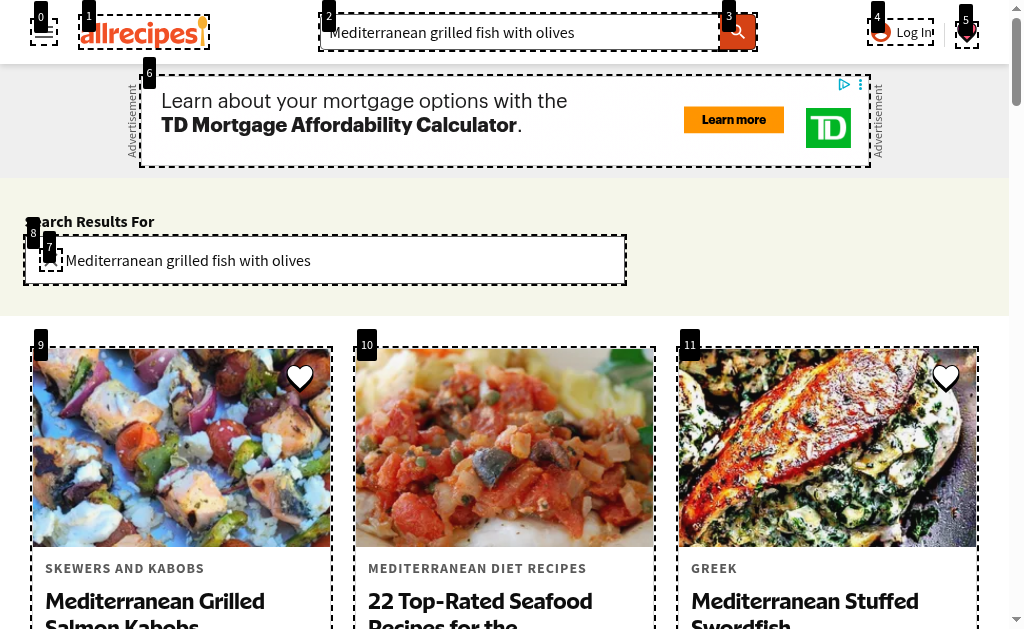 0
1
2
3
4
5
allrecipes
Mediterranean grilled fish with olives
Log In
6
Advertisement
Learn about your mortgage options with the
TD Mortgage Affordability Calculator.
Learn more
TD
Advertisement
Search Results For
8
7
Mediterranean grilled fish with olives
9
10
11
SKEWERS AND KABOBS
Mediterranean Grilled
Salmon Kabobs
MEDITERRANEAN DIET RECIPES
22 Top-Rated Seafood
Recipes for the
GREEK
Mediterranean Stuffed
Swordfish